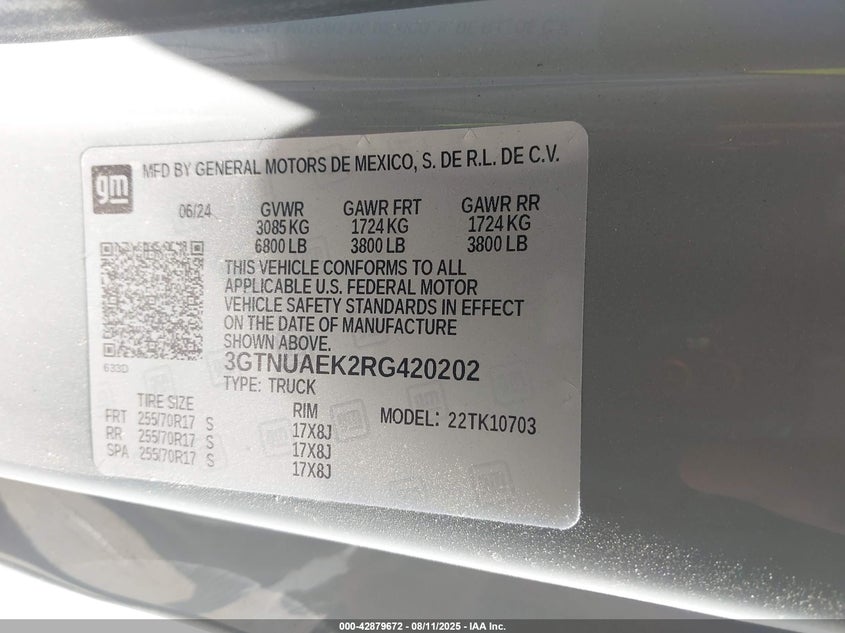 gm
MFD BY GENERAL MOTORS DE MEXICO, S. DE R.L. DE C.V.
06/24 GVWR GAWR FRT GAWR RR
3085 KG 1724 KG 1724 KG
6800 LB 3800 LB 3800 LB
THIS VEHICLE CONFORMS TO ALL
APPLICABLE U.S. FEDERAL MOTOR
VEHICLE SAFETY STANDARDS IN EFFECT
ON THE DATE OF MANUFACTURE
SHOWN ABOVE.
633D
3GTNUAEK2RG420202
TYPE: TRUCK
TIRE SIZE RIM MODEL: 22TK10703
FRT 255/70R17 S 17X8J
RR 255/70R17 S 17X8J
SPA 255/70R17 S 17X8J
000-42879672 - 08/11/2025 - IAA Inc.